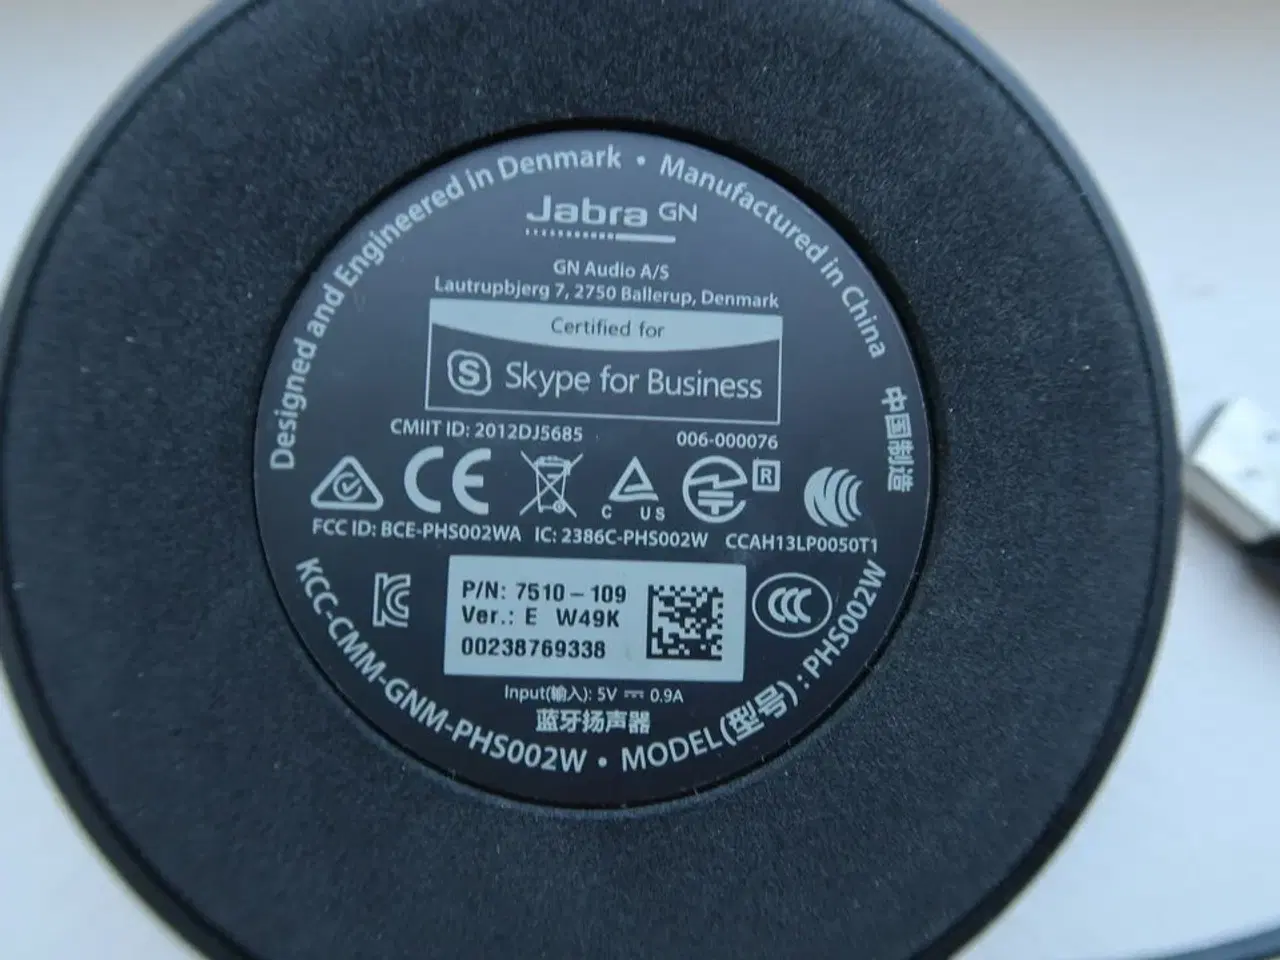 Designed and Engineered in Denmark • Manufactured in China
Jabra GN
GN Audio A/S
Lautrupbjerg 7, 2750 Ballerup, Denmark
Certified for
S Skype for Business
中国制造
CMIIT ID: 2012DJ5685 006-000076
CE
C US
R
FCC ID: BCE-PHS002WA IC: 2386C-PHS002W CCAH13LP0050T1
P/N: 7510-109
Ver.: E W49K
00238769338
CCC
Input(输入): 5V ⎓ 0.9A
蓝牙扬声器
KCC-CMM-GNM-PHS002W • MODEL(型号) : PHS002W